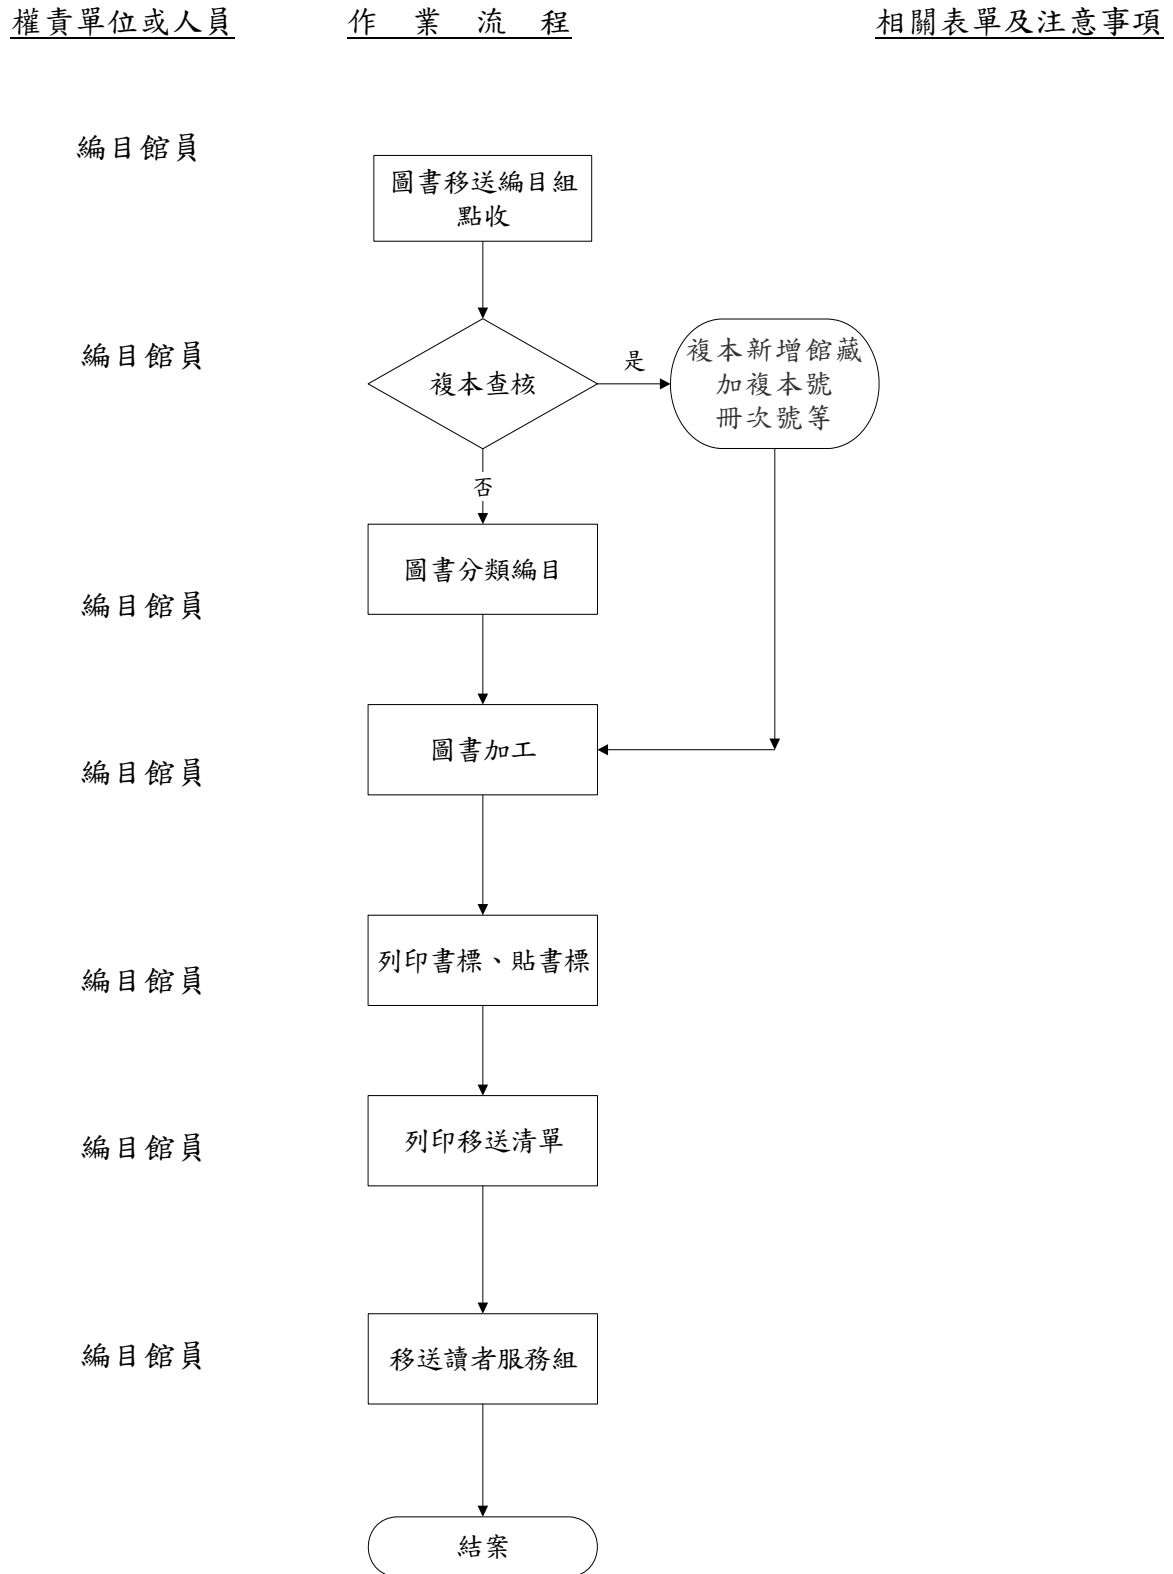 權責單位或人員
作 業 流 程
相關表單及注意事項
編目館員
圖書移送編目組
點收
編目館員
複本查核
是
複本新增館藏
加複本號
冊次號等
否
圖書分類編目
編目館員
圖書加工
編目館員
列印書標、貼書標
編目館員
列印移送清單
編目館員
移送讀者服務組
編目館員
結案